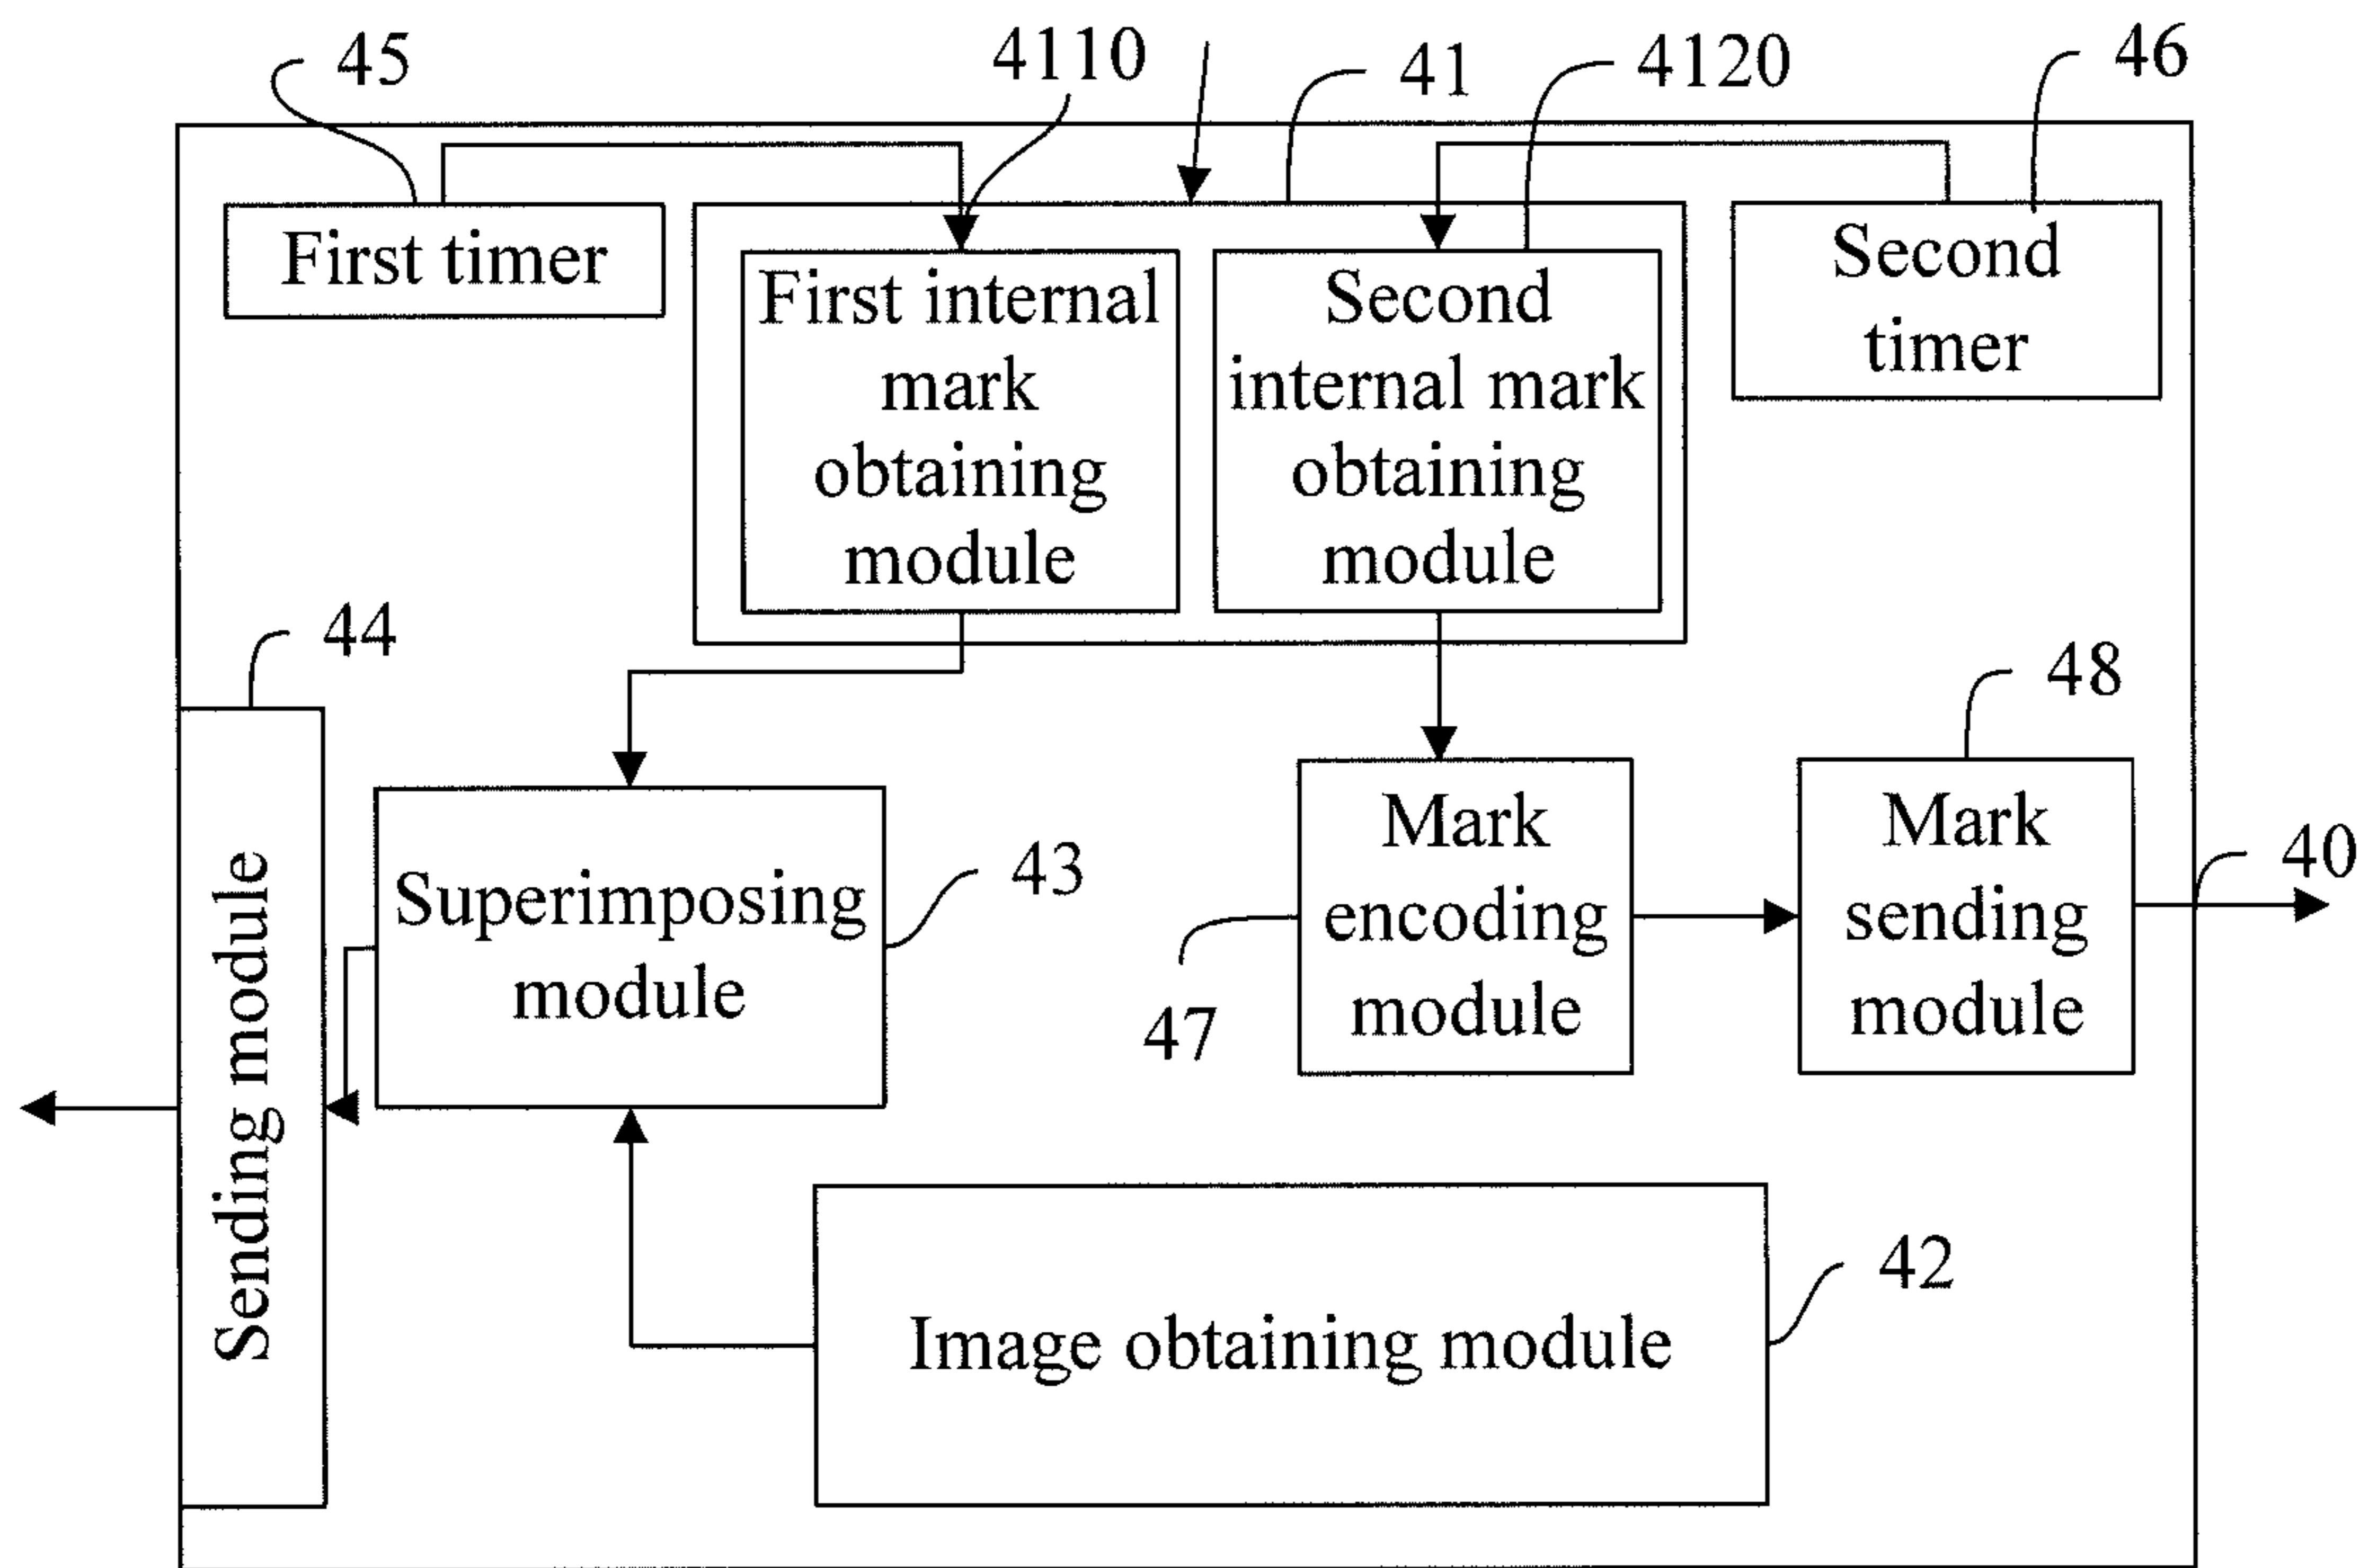 45
4110
41
4120
46
First timer
First internal
mark
obtaining
module
Second
internal mark
obtaining
module
Second
timer
44
48
Sending module
Superimposing
module
43
Mark
encoding
module
47
Mark
sending
module
40
Image obtaining module
42